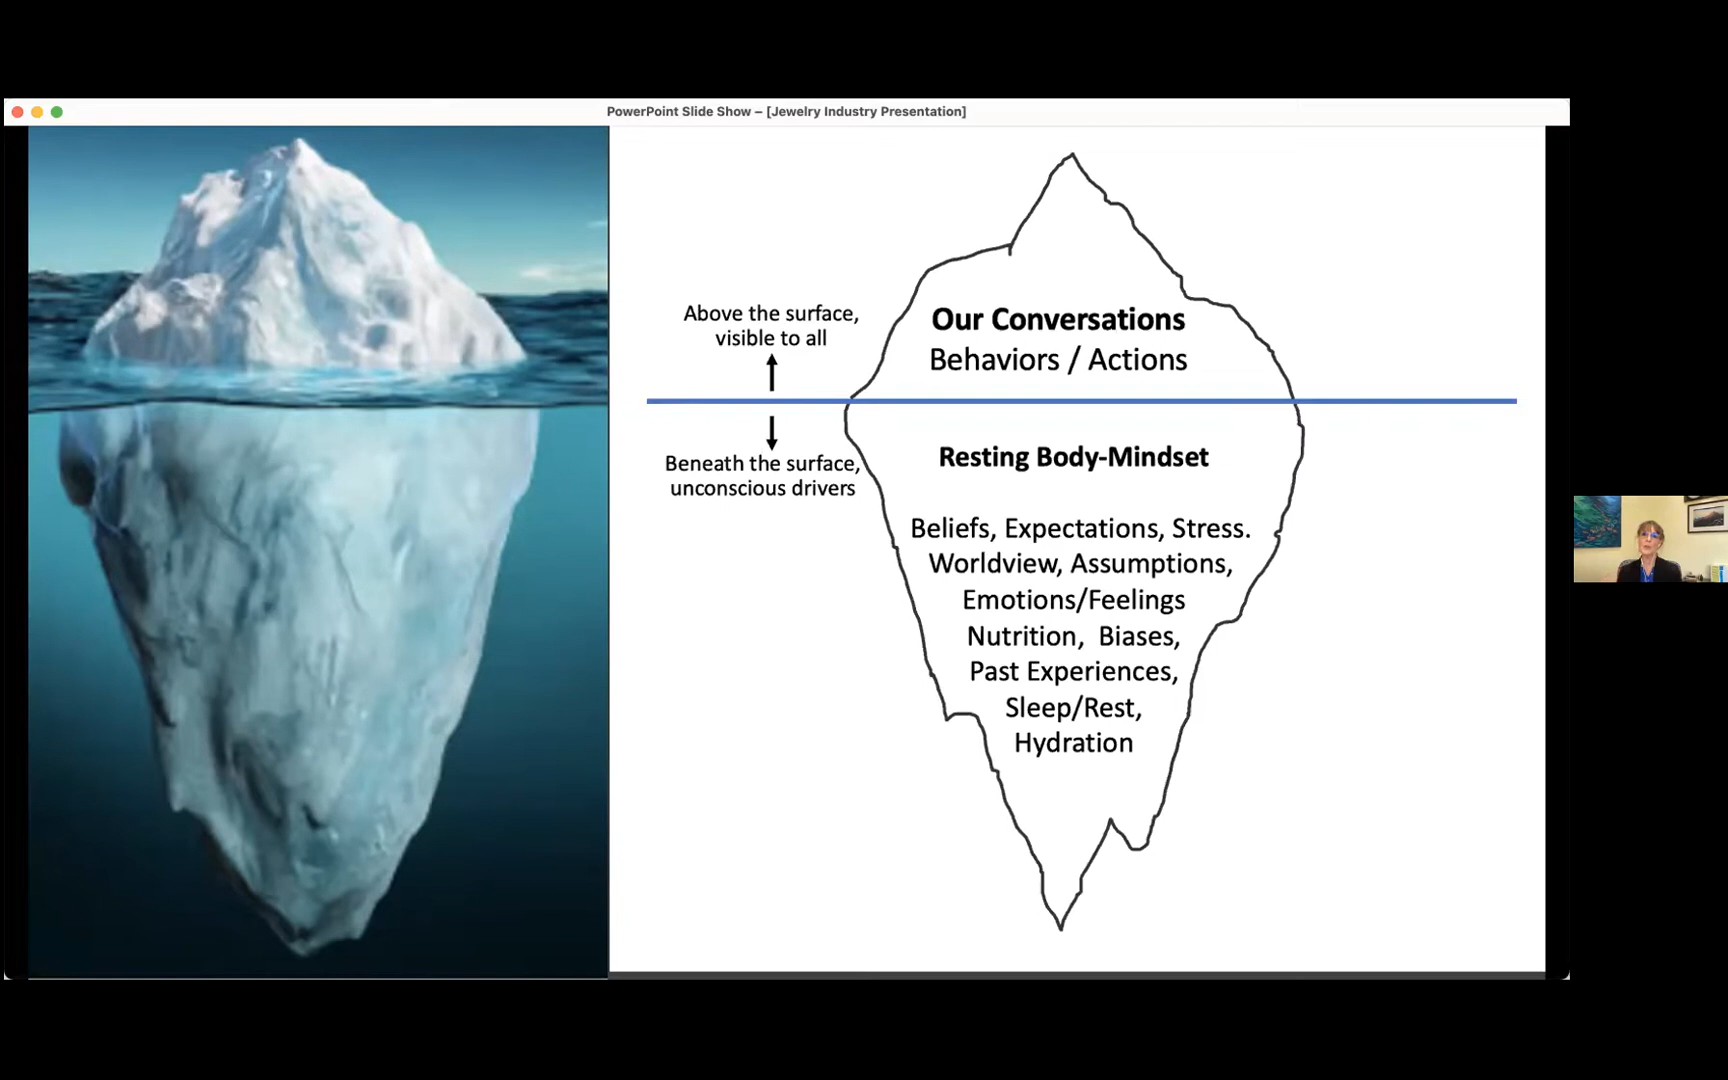 PowerPoint Slide Show – [Jewelry Industry Presentation]
Above the surface,
visible to all
Our Conversations
Behaviors / Actions
Beneath the surface,
unconscious drivers
Resting Body-Mindset
Beliefs, Expectations, Stress.
Worldview, Assumptions,
Emotions/Feelings
Nutrition,  Biases,
Past Experiences,
Sleep/Rest,
Hydration